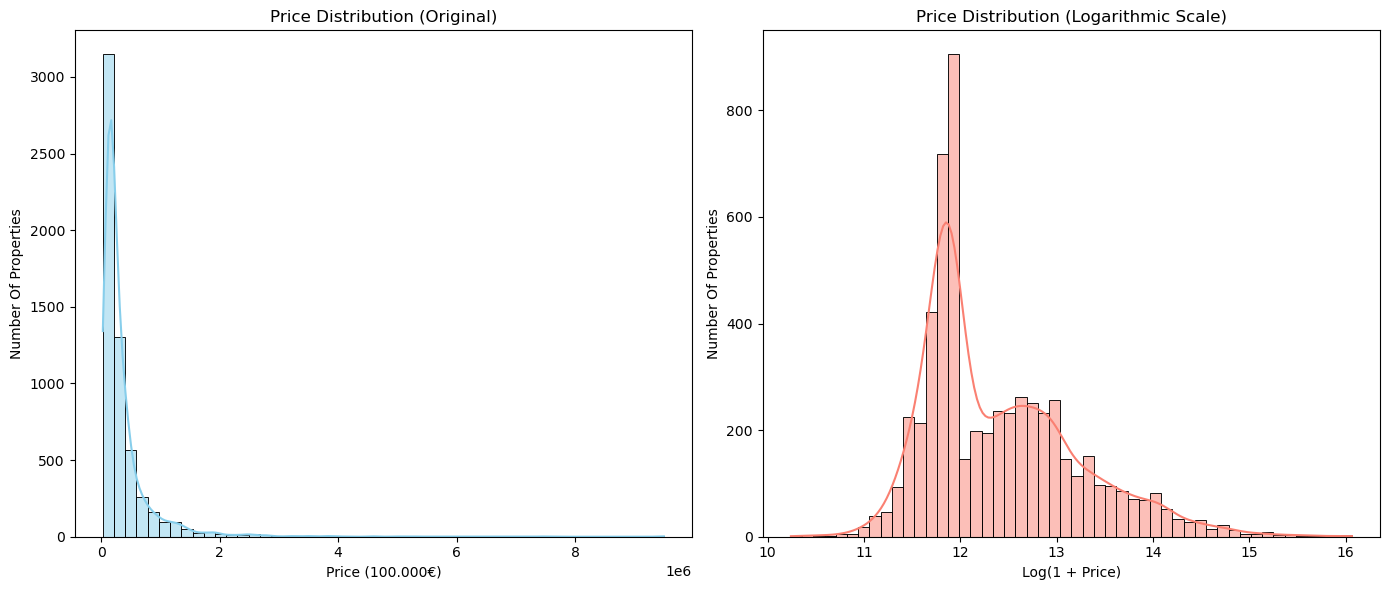 Price Distribution (Original)
3000
2500
2000
1500
1000
500
0
Number Of Properties
0 2 4 6 8
1e6
Price (100.000€)
Price Distribution (Logarithmic Scale)
800
600
400
200
0
Number Of Properties
10 11 12 13 14 15 16
Log(1 + Price)